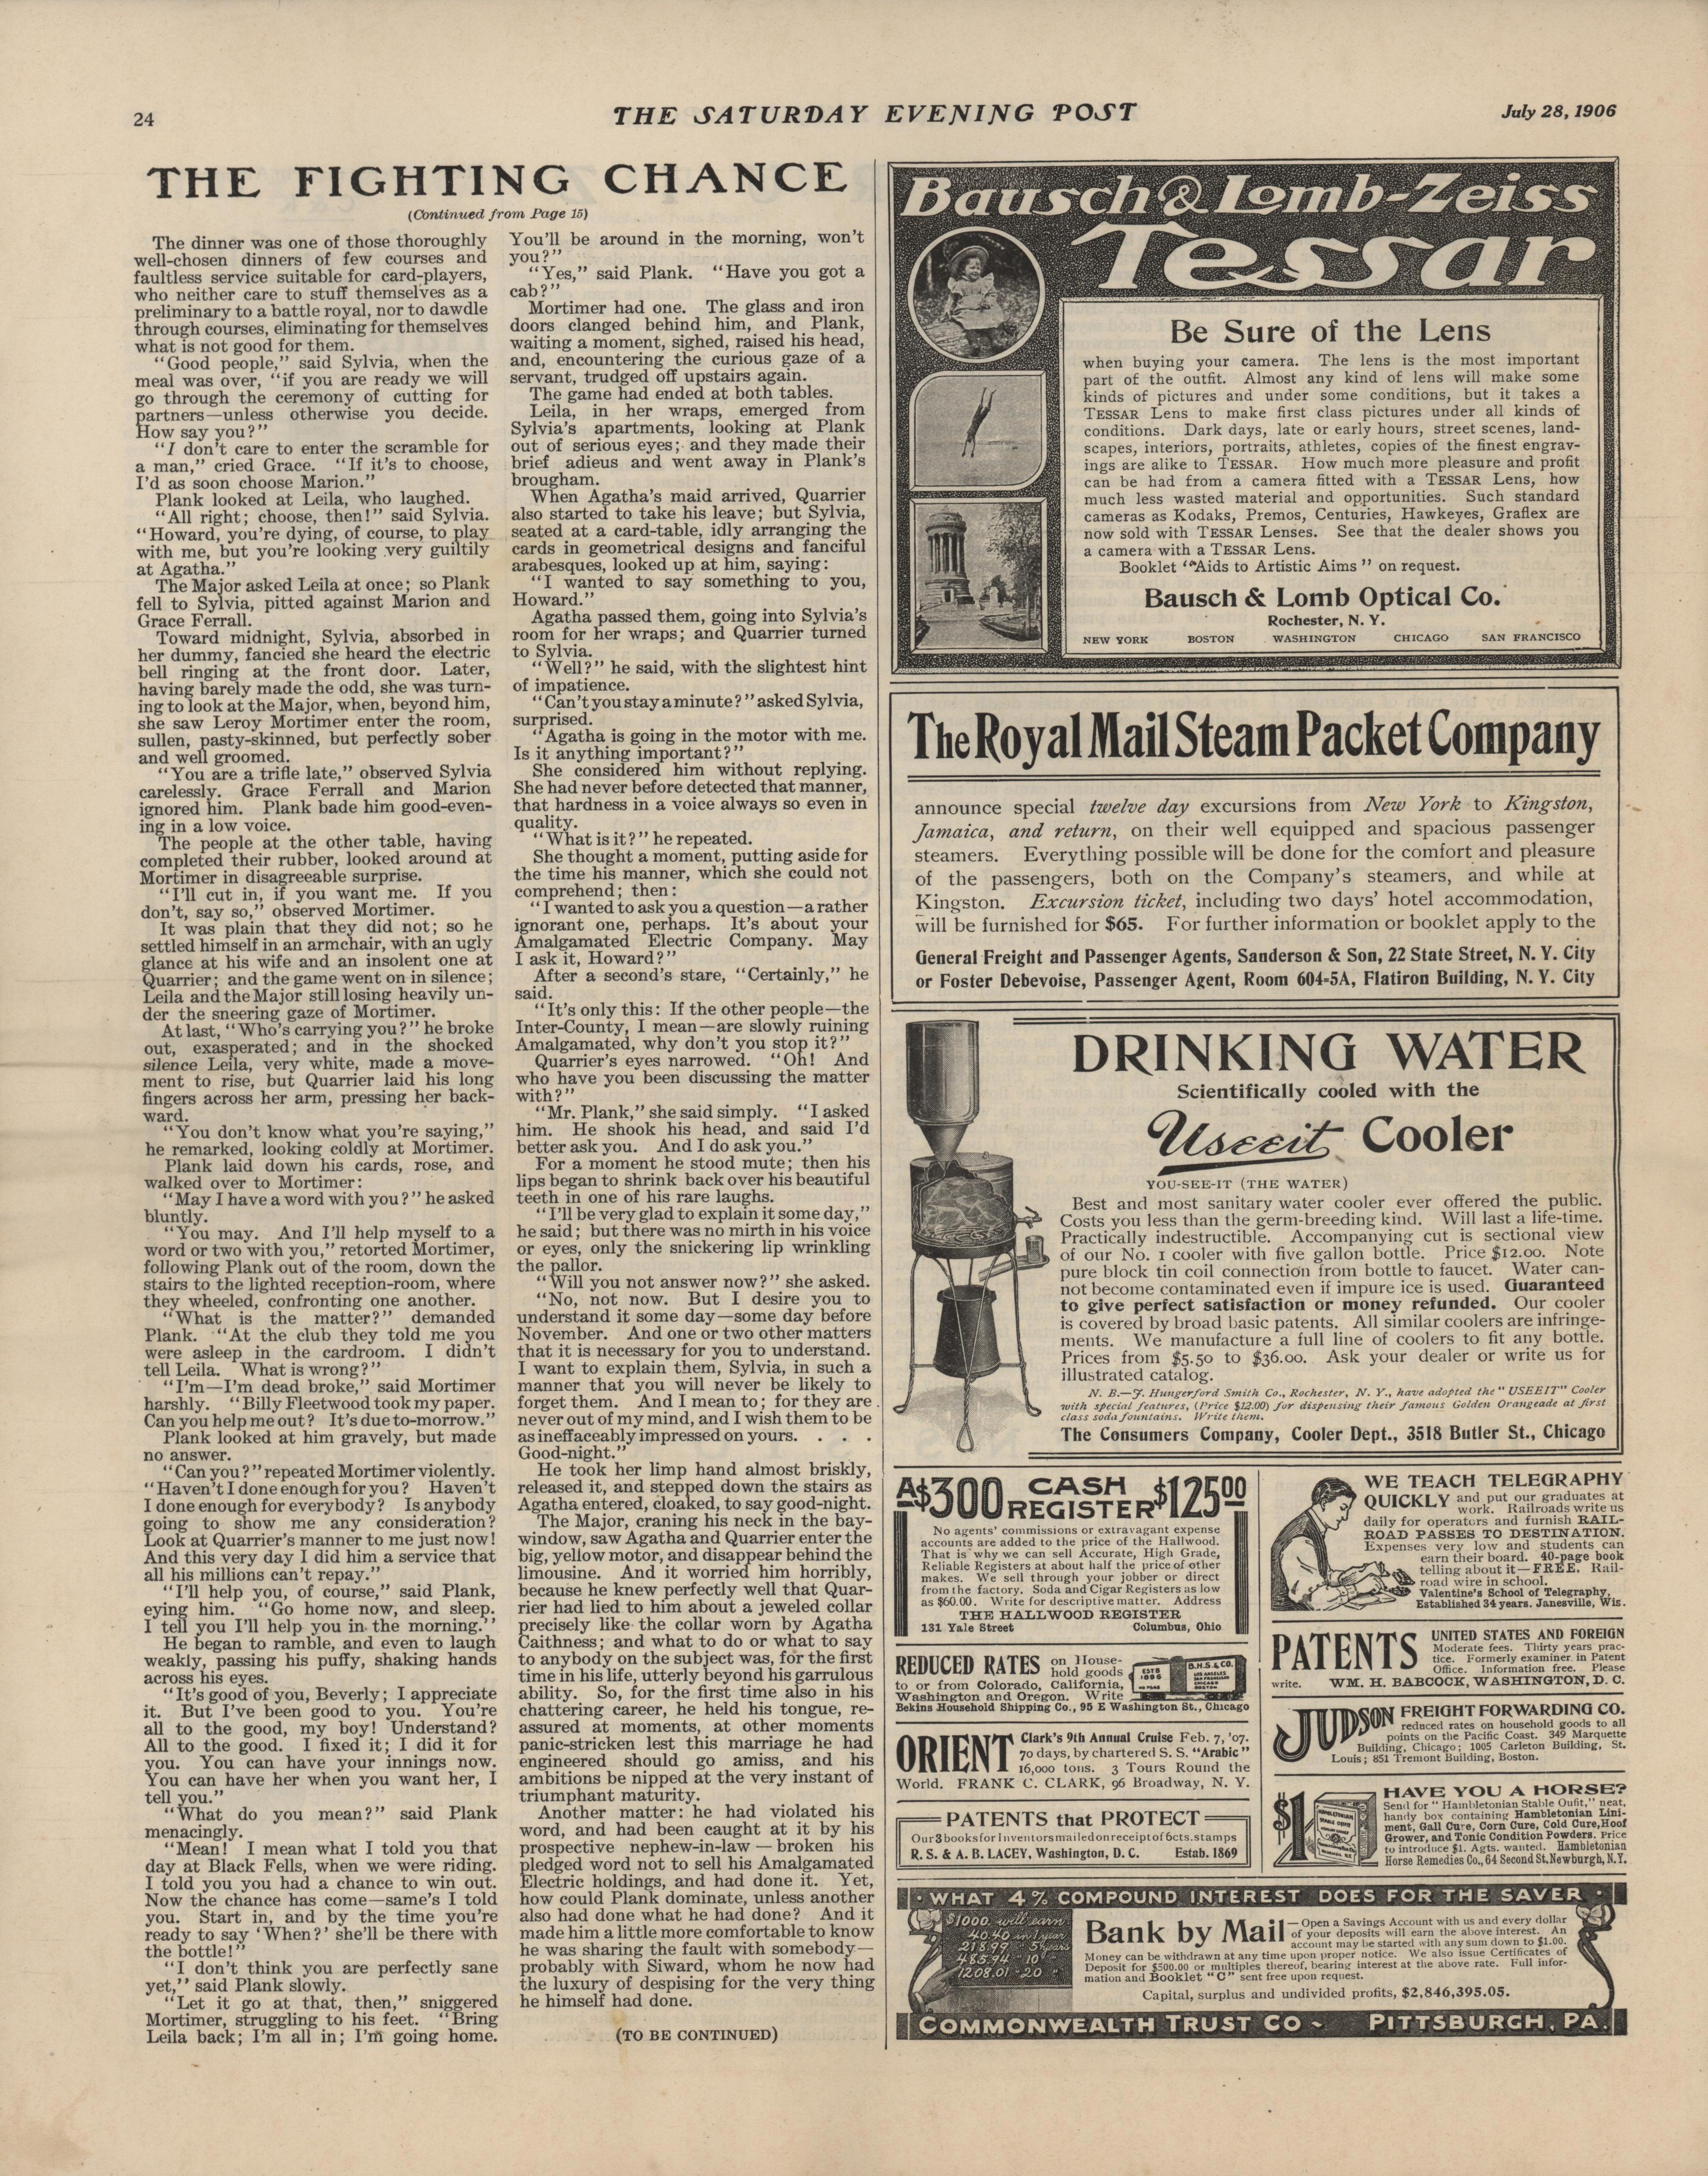 24
THE SATURDAY EVENING POST
July 28, 1906
THE FIGHTING CHANCE
(Continued from Page 15)
The dinner was one of those thoroughly
well-chosen dinners of few courses and
faultless service suitable for card-players,
who neither care to stuff themselves as a
preliminary to a battle royal, nor to dawdle
through courses, eliminating for themselves
what is not good for them.
“Good people,” said Sylvia, when the
meal was over, “if you are ready we will
go through the ceremony of cutting for
partners—unless otherwise you decide.
How say you?”
“I don’t care to enter the scramble for
a man,” cried Grace. “If it’s to choose,
I’d as soon choose Marion.”
Plank looked at Leila, who laughed.
“All right; choose, then!” said Sylvia.
“Howard, you’re dying, of course, to play
with me, but you’re looking very guiltily
at Agatha.”
The Major asked Leila at once; so Plank
fell to Sylvia, pitted against Marion and
Grace Ferrall.
Toward midnight, Sylvia, absorbed in
her dummy, fancied she heard the electric
bell ringing at the front door. Later,
having barely made the odd, she was turn-
ing to look at the Major, when, beyond him,
she saw Leroy Mortimer enter the room,
sullen, pasty-skinned, but perfectly sober
and well groomed.
“You are a trifle late,” observed Sylvia
carelessly. Grace Ferrall and Marion
ignored him. Plank bade him good-even-
ing in a low voice.
The people at the other table, having
completed their rubber, looked around at
Mortimer in disagreeable surprise.
“I’ll cut in, if you want me. If you
don’t, say so,” observed Mortimer.
It was plain that they did not; so he
settled himself in an armchair, with an ugly
glance at his wife and an insolent one at
Quarrier; and the game went on in silence;
Leila and the Major still losing heavily un-
der the sneering gaze of Mortimer.
At last, “Who’s carrying you?” he broke
out, exasperated; and in the shocked
silence Leila, very white, made a move-
ment to rise, but Quarrier laid his long
fingers across her arm, pressing her back-
ward.
“You don’t know what you’re saying,”
he remarked, looking coldly at Mortimer.
Plank laid down his cards, rose, and
walked over to Mortimer:
“May I have a word with you?” he asked
bluntly.
“You may. And I’ll help myself to a
word or two with you,” retorted Mortimer,
following Plank out of the room, down the
stairs to the lighted reception-room, where
they wheeled, confronting one another.
“What is the matter?” demanded
Plank. “At the club they told me you
were asleep in the cardroom. I didn’t
tell Leila. What is wrong?”
“I’m—I’m dead broke,” said Mortimer
harshly. “Billy Fleetwood took my paper.
Can you help me out? It’s due to-morrow.”
Plank looked at him gravely, but made
no answer.
“Can you?” repeated Mortimer violently.
“Haven’t I done enough for you? Haven’t
I done enough for everybody? Is anybody
going to show me any consideration?
Look at Quarrier’s manner to me just now!
And this very day I did him a service that
all his millions can’t repay.”
“I’ll help you, of course,” said Plank,
eying him. “Go home now, and sleep.
I tell you I’ll help you in the morning.”
He began to ramble, and even to laugh
weakly, passing his puffy, shaking hands
across his eyes.
“It’s good of you, Beverly; I appreciate
it. But I’ve been good to you. You’re
all to the good, my boy! Understand?
All to the good. I fixed it; I did it for
you. You can have your innings now.
You can have her when you want her, I
tell you.”
“What do you mean?” said Plank
menacingly.
“Mean! I mean what I told you that
day at Black Fells, when we were riding.
I told you you had a chance to win out.
Now the chance has come—same’s I told
you. Start in, and by the time you’re
ready to say ‘When?’ she’ll be there with
the bottle!”
“I don’t think you are perfectly sane
yet,” said Plank slowly.
“Let it go at that, then,” sniggered
Mortimer, struggling to his feet. “Bring
Leila back; I’m all in; I’m going home.
You’ll be around in the morning, won’t
you?”
“Yes,” said Plank. “Have you got a
cab?”
Mortimer had one. The glass and iron
doors clanged behind him, and Plank,
waiting a moment, sighed, raised his head,
and, encountering the curious gaze of a
servant, trudged off upstairs again.
The game had ended at both tables.
Leila, in her wraps, emerged from
Sylvia’s apartments, looking at Plank
out of serious eyes; and they made their
brief adieus and went away in Plank’s
brougham.
When Agatha’s maid arrived, Quarrier
also started to take his leave; but Sylvia,
seated at a card-table, idly arranging the
cards in geometrical designs and fanciful
arabesques, looked up at him, saying:
“I wanted to say something to you,
Howard.”
Agatha passed them, going into Sylvia’s
room for her wraps; and Quarrier turned
to Sylvia.
“Well?” he said, with the slightest hint
of impatience.
“Can’t you stay a minute?” asked Sylvia,
surprised.
“Agatha is going in the motor with me.
Is it anything important?”
She considered him without replying.
She had never before detected that manner,
that hardness in a voice always so even in
quality.
“What is it?” he repeated.
She thought a moment, putting aside for
the time his manner, which she could not
comprehend; then:
“I wanted to ask you a question—a rather
ignorant one, perhaps. It’s about your
Amalgamated Electric Company. May
I ask it, Howard?”
After a second’s stare, “Certainly,” he
said.
“It’s only this: If the other people—the
Inter-County, I mean—are slowly ruining
Amalgamated, why don’t you stop it?”
Quarrier’s eyes narrowed. “Oh! And
who have you been discussing the matter
with?”
“Mr. Plank,” she said simply. “I asked
him. He shook his head, and said I’d
better ask you. And I do ask you.”
For a moment he stood mute; then his
lips began to shrink back over his beautiful
teeth in one of his rare laughs.
“I’ll be very glad to explain it some day,”
he said; but there was no mirth in his voice
or eyes, only the snickering lip wrinkling
the pallor.
“Will you not answer now?” she asked.
“No, not now. But I desire you to
understand it some day—some day before
November. And one or two other matters
that it is necessary for you to understand.
I want to explain them, Sylvia, in such a
manner that you will never be likely to
forget them. And I mean to; for they are
never out of my mind, and I wish them to be
as ineffaceably impressed on yours. . . .
Good-night.”
He took her limp hand almost briskly,
released it, and stepped down the stairs as
Agatha entered, cloaked, to say good-night.
The Major, craning his neck in the bay-
window, saw Agatha and Quarrier enter the
big, yellow motor, and disappear behind the
limousine. And it worried him horribly,
because he knew perfectly well that Quar-
rier had lied to him about a jeweled collar
precisely like the collar worn by Agatha
Caithness; and what to do or what to say
to anybody on the subject was, for the first
time in his life, utterly beyond his garrulous
ability. So, for the first time also in his
chattering career, he held his tongue, re-
assured at moments, at other moments
panic-stricken lest this marriage he had
engineered should go amiss, and his
ambitions be nipped at the very instant of
triumphant maturity.
Another matter: he had violated his
word, and had been caught at it by his
prospective nephew-in-law—broken his
pledged word not to sell his Amalgamated
Electric holdings, and had done it. Yet,
how could Plank dominate, unless another
also had done what he had done? And it
made him a little more comfortable to know
he was sharing the fault with somebody—
probably with Siward, whom he now had
the luxury of despising for the very thing
he himself had done.
(TO BE CONTINUED)
Bausch & Lomb-Zeiss
Tessar
Be Sure of the Lens
when buying your camera. The lens is the most important
part of the outfit. Almost any kind of lens will make some
kinds of pictures and under some conditions, but it takes a
TESSAR Lens to make first class pictures under all kinds of
conditions. Dark days, late or early hours, street scenes, land-
scapes, interiors, portraits, athletes, copies of the finest engrav-
ings are alike to TESSAR. How much more pleasure and profit
can be had from a camera fitted with a TESSAR Lens, how
much less wasted material and opportunities. Such standard
cameras as Kodaks, Premos, Centuries, Hawkeyes, Graflex are
now sold with TESSAR Lenses. See that the dealer shows you
a camera with a TESSAR Lens.
Booklet “Aids to Artistic Aims” on request.
Bausch & Lomb Optical Co.
Rochester, N. Y.
NEW YORK BOSTON WASHINGTON CHICAGO SAN FRANCISCO
The Royal Mail Steam Packet Company
announce special twelve day excursions from New York to Kingston,
Jamaica, and return, on their well equipped and spacious passenger
steamers. Everything possible will be done for the comfort and pleasure
of the passengers, both on the Company’s steamers, and while at
Kingston. Excursion ticket, including two days’ hotel accommodation,
will be furnished for $65. For further information or booklet apply to the
General Freight and Passenger Agents, Sanderson & Son, 22 State Street, N. Y. City
or Foster Debevoise, Passenger Agent, Room 604-5A, Flatiron Building, N. Y. City
DRINKING WATER
Scientifically cooled with the
Useeit Cooler
YOU-SEE-IT (THE WATER)
Best and most sanitary water cooler ever offered the public.
Costs you less than the germ-breeding kind. Will last a life-time.
Practically indestructible. Accompanying cut is sectional view
of our No. 1 cooler with five gallon bottle. Price $12.00. Note
pure block tin coil connection from bottle to faucet. Water can-
not become contaminated even if impure ice is used. Guaranteed
to give perfect satisfaction or money refunded. Our cooler
is covered by broad basic patents. All similar coolers are infringe-
ments. We manufacture a full line of coolers to fit any bottle.
Prices from $5.50 to $36.00. Ask your dealer or write us for
illustrated catalog.
N. B.—J. Hungerford Smith Co., Rochester, N. Y., have adopted the “USEEIT” Cooler
with special features, (Price $12.00) for dispensing their famous Golden Orangeade at first
class soda fountains. Write them.
The Consumers Company, Cooler Dept., 3518 Butler St., Chicago
A $300 CASH REGISTER $12500
No agents’ commissions or extravagant expense
accounts are added to the price of the Hallwood.
That is why we can sell Accurate, High Grade,
Reliable Registers at about half the price of other
makes. We sell through your jobber or direct
from the factory. Soda and Cigar Registers as low
as $60.00. Write for descriptive matter. Address
THE HALLWOOD REGISTER
131 Yale Street Columbus, Ohio
REDUCED RATES on House-
hold goods
to or from Colorado, California,
Washington and Oregon. Write
Bekins Household Shipping Co., 95 E Washington St., Chicago
ESTB
1896
B.H.S.& CO.
LOS ANGELES
SAN FRANCISCO
CHICAGO
BOSTON
ORIENT Clark’s 9th Annual Cruise Feb. 7, ’07.
70 days, by chartered S. S. “Arabic”
16,000 tons. 3 Tours Round the
World. FRANK C. CLARK, 96 Broadway, N. Y.
PATENTS that PROTECT
Our 3 books for Inventors mailed on receipt of 6cts. stamps
R. S. & A. B. LACEY, Washington, D. C. Estab. 1869
WE TEACH TELEGRAPHY
QUICKLY and put our graduates at
work. Railroads write us
daily for operators and furnish RAIL-
ROAD PASSES TO DESTINATION.
Expenses very low and students can
earn their board. 40-page book
telling about it—FREE. Rail-
road wire in school.
Valentine’s School of Telegraphy,
Established 34 years. Janesville, Wis.
PATENTS UNITED STATES AND FOREIGN
Moderate fees. Thirty years prac-
tice. Formerly examiner in Patent
Office. Information free. Please
write. WM. H. BABCOCK, WASHINGTON, D. C.
JUDSON FREIGHT FORWARDING CO.
reduced rates on household goods to all
points on the Pacific Coast. 349 Marquette
Building, Chicago; 1005 Carleton Building, St.
Louis; 851 Tremont Building, Boston.
$1 HAVE YOU A HORSE?
Send for “Hambletonian Stable Oufit,” neat,
handy box containing Hambletonian Lini-
ment, Gall Cure, Corn Cure, Cold Cure, Hoof
Grower, and Tonic Condition Powders. Price
to introduce $1. Agts. wanted. Hambletonian
Horse Remedies Co., 64 Second St. Newburgh, N.Y.
WHAT 4% COMPOUND INTEREST DOES FOR THE SAVER
$1000 will earn
40.40 in 1 year
218.99 " 5 years
485.94 " 10 "
1208.01 " 20 "
Bank by Mail—Open a Savings Account with us and every dollar
of your deposits will earn the above interest. An
account may be started with any sum down to $1.00.
Money can be withdrawn at any time upon proper notice. We also issue Certificates of
Deposit for $500.00 or multiples thereof, bearing interest at the above rate. Full infor-
mation and Booklet “C” sent free upon request.
Capital, surplus and undivided profits, $2,846,395.05.
COMMONWEALTH TRUST CO ~ PITTSBURGH, PA.